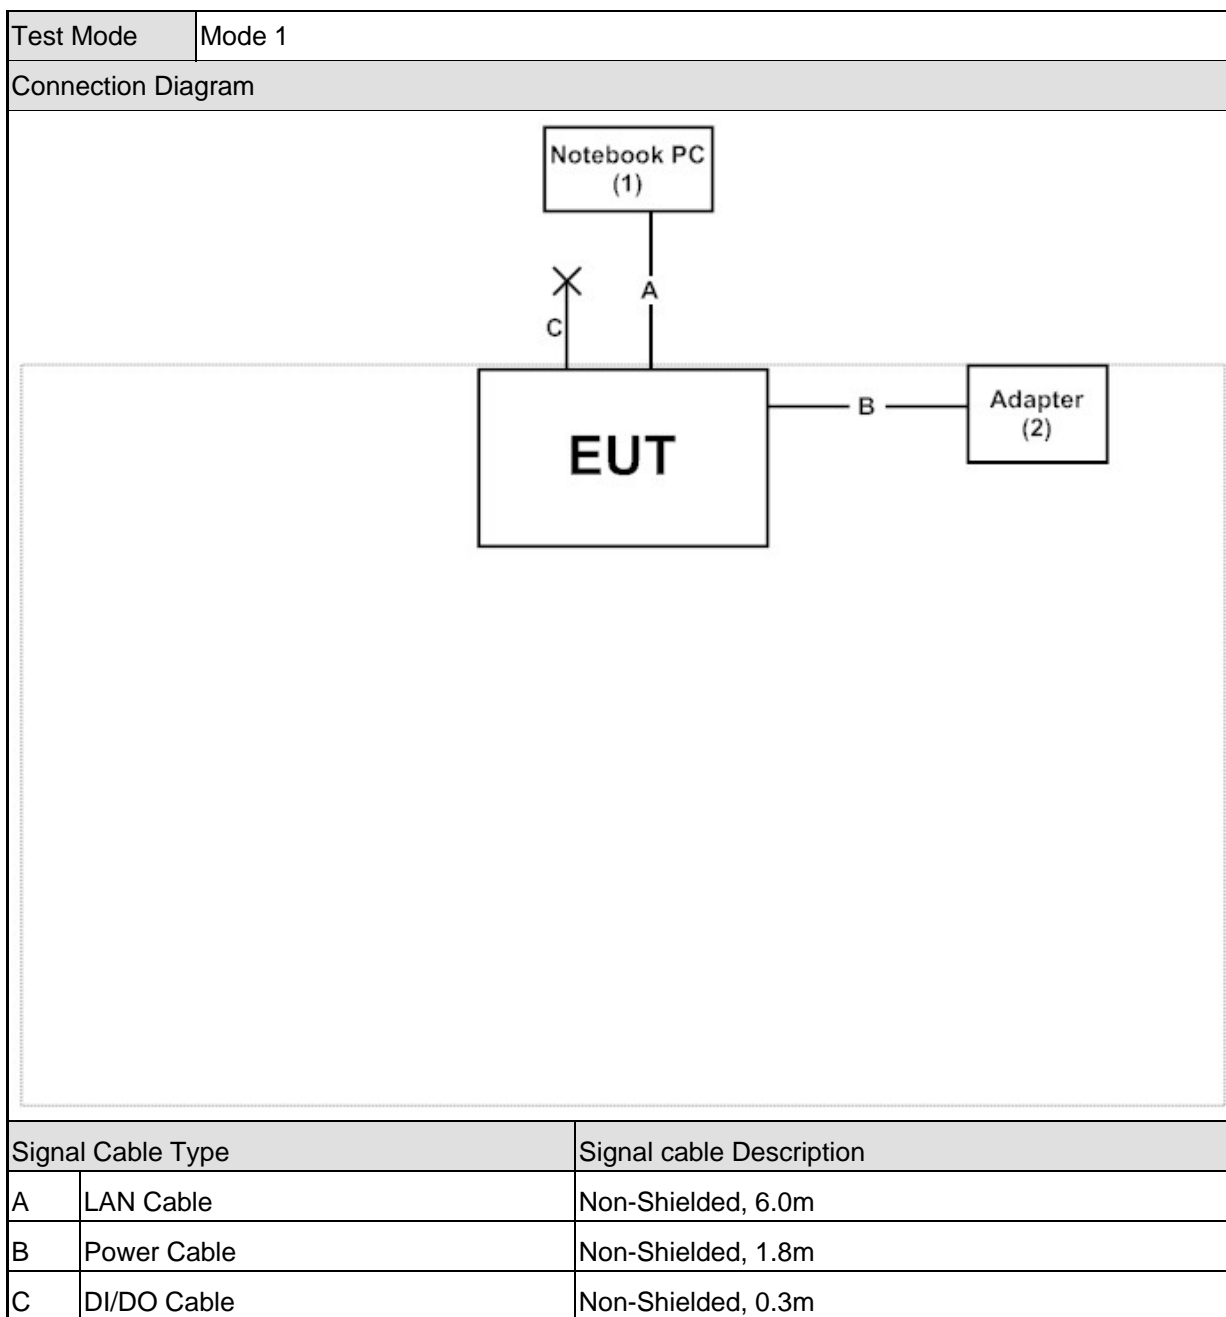 Test Mode Mode 1
Connection Diagram
Notebook PC
(1)
A
C
B
Adapter
(2)
EUT
Signal Cable Type Signal cable Description
A LAN Cable Non-Shielded, 6.0m
B Power Cable Non-Shielded, 1.8m
C DI/DO Cable Non-Shielded, 0.3m